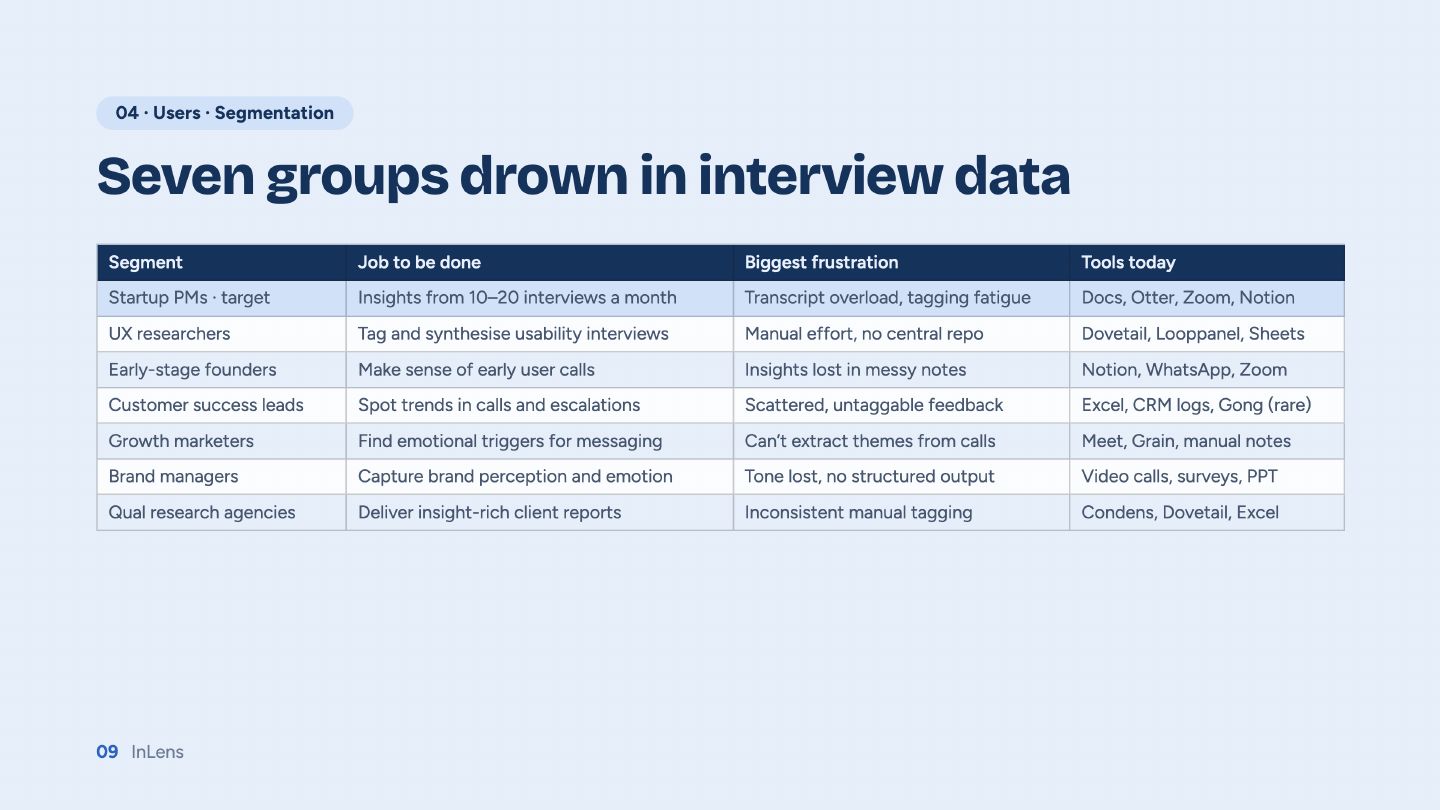 04 · Users · Segmentation
Seven groups drown in interview data
Segment Job to be done Biggest frustration Tools today
Startup PMs · target Insights from 10–20 interviews a month Transcript overload, tagging fatigue Docs, Otter, Zoom, Notion
UX researchers Tag and synthesise usability interviews Manual effort, no central repo Dovetail, Looppanel, Sheets
Early-stage founders Make sense of early user calls Insights lost in messy notes Notion, WhatsApp, Zoom
Customer success leads Spot trends in calls and escalations Scattered, untaggable feedback Excel, CRM logs, Gong (rare)
Growth marketers Find emotional triggers for messaging Can’t extract themes from calls Meet, Grain, manual notes
Brand managers Capture brand perception and emotion Tone lost, no structured output Video calls, surveys, PPT
Qual research agencies Deliver insight-rich client reports Inconsistent manual tagging Condens, Dovetail, Excel
09 InLens